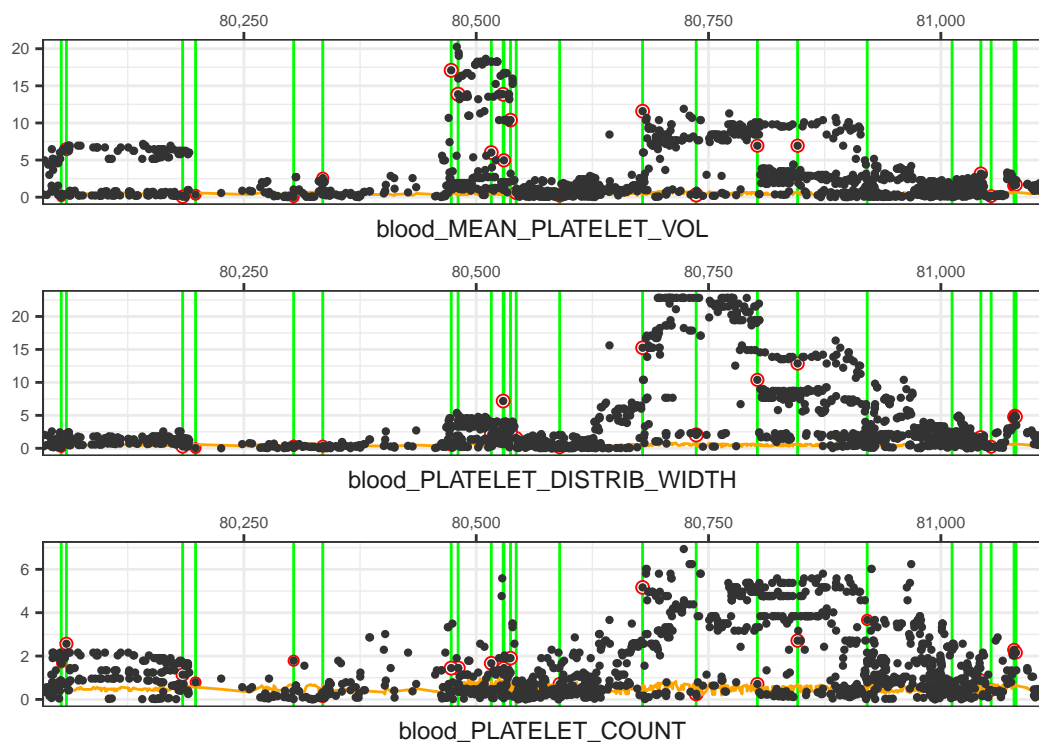 80,250 80,500 80,750 81,000
20
15
10
5
0
blood_MEAN_PLATELET_VOL
80,250 80,500 80,750 81,000
20
15
10
5
0
blood_PLATELET_DISTRIB_WIDTH
80,250 80,500 80,750 81,000
6
4
2
0
blood_PLATELET_COUNT